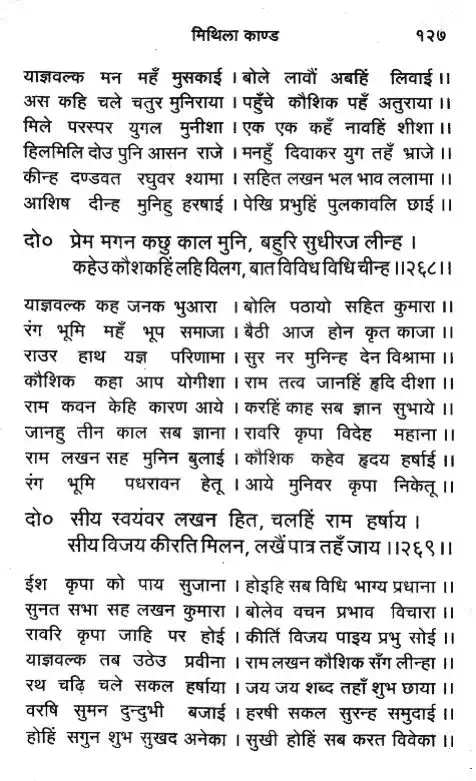 मिथिला काण्ड १२७
याज्ञवल्क मन महँ मुसकाई । बोले लावौं अबहिं लिवाई ।।
अस कहि चले चतुर मुनिराया । पहुँचे कौशिक पहँ अतुराया ।।
मिले परस्पर युगल मुनीशा । एक एक कहँ नावहिं शीशा ।।
हिलमिलि दोउ पुनि आसन राजे । मनहुँ दिवाकर युग तहँ भ्राजे ।।
कीन्ह दण्डवत रघुवर श्यामा । सहित लखन भल भाव ललामा ।।
आशिष दीन्ह मुनिहु हरषाई । पेखि प्रभुहिं पुलकावलि छाई ।।
दो० प्रेम मगन कछु काल मुनि, बहुरि सुधीरज लीन्ह ।
कहेउ कौशकहिं लहि विलग, बात विविध विधि चीन्ह ।।२६८।।
याज्ञवल्क कह जनक भुआरा । बोलि पठायो सहित कुमारा ।।
रंग भूमि महँ भूप समाजा । बैठी आज होन कृत काजा ।।
राउर हाथ यज्ञ परिणामा । सुर नर मुनिन्ह देन विश्रामा ।।
कौशिक कहा आप योगीशा । राम तत्व जानहिं हृदि दीशा ।।
राम कवन केहि कारण आये । करहिं काह सब ज्ञान सुभाये ।।
जानहु तीन काल सब ज्ञाना । रावरि कृपा विदेह महाना ।।
राम लखन सह मुनिन बुलाई । कौशिक कहेव हृदय हर्षाई ।।
रंग भूमि पधरावन हेतू । आये मुनिवर कृपा निकेतू ।।
दो० सीय स्वयंवर लखन हित, चलहिं राम हर्षाय ।
सीय विजय कीरति मिलन, लखैं पात्र तहँ जाय ।।२६९।।
ईश कृपा को पाय सुजाना । होइहि सब विधि भाग्य प्रधाना ।।
सुनत सभा सह लखन कुमारा । बोलेव वचन प्रभाव विचारा ।।
रावरि कृपा जाहि पर होई । कीर्ति विजय पाइय प्रभु सोई ।।
याज्ञवल्क तब उठेउ प्रवीना । राम लखन कौशिक सँग लीन्हा ।।
रथ चढ़ि चले सकल हर्षाया । जय जय शब्द तहाँ शुभ छाया ।।
वरषि सुमन दुन्दुभी बजाई । हरषी सकल सुरन्ह समुदाई ।।
होहिं सगुन शुभ सुखद अनेका । सुखी होहिं सब करत विवेका ।।